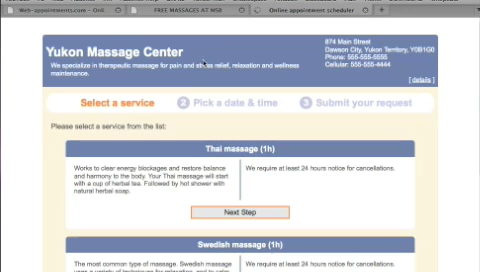 Web-appointments.com - Onl...
FREE MASSAGES AT MSR
Online appointment scheduler
Yukon Massage Center
We specialize in therapeutic massage for pain and stress relief, relaxation and wellness
maintenance.
874 Main Street
Dawson City, Yukon Territory, Y0B1G0
Phone: 555-555-5555
Cellular: 555-555-4444
[ details ]
Select a service
2 Pick a date & time
3 Submit your request
Please select a service from the list:
Thai massage (1h)
Works to clear energy blockages and restore balance
and harmony to the body. Your Thai massage will start
with a cup of herbal tea. Followed by hot shower with
natural herbal soap.
We require at least 24 hours notice for cancellations.
Next Step
Swedish massage (1h)
The most common type of massage. Swedish massage
We require at least 24 hours notice for cancellations.